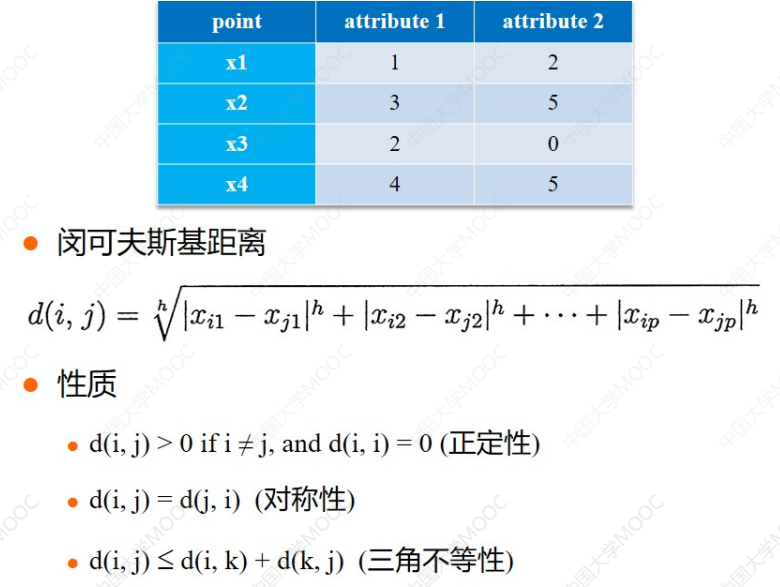 point attribute 1 attribute 2
x1 1 2
x2 3 5
x3 2 0
x4 4 5
闵可夫斯基距离
d(i, j) = \sqrt[h]{|x_{i1} − x_{j1}|^h + |x_{i2} − x_{j2}|^h + · · · + |x_{ip} − x_{jp}|^h}
性质
d(i, j) > 0 if i ≠ j, and d(i, i) = 0 (正定性)
d(i, j) = d(j, i) (对称性)
d(i, j) ≤ d(i, k) + d(k, j) (三角不等性)
中国大学MOOC